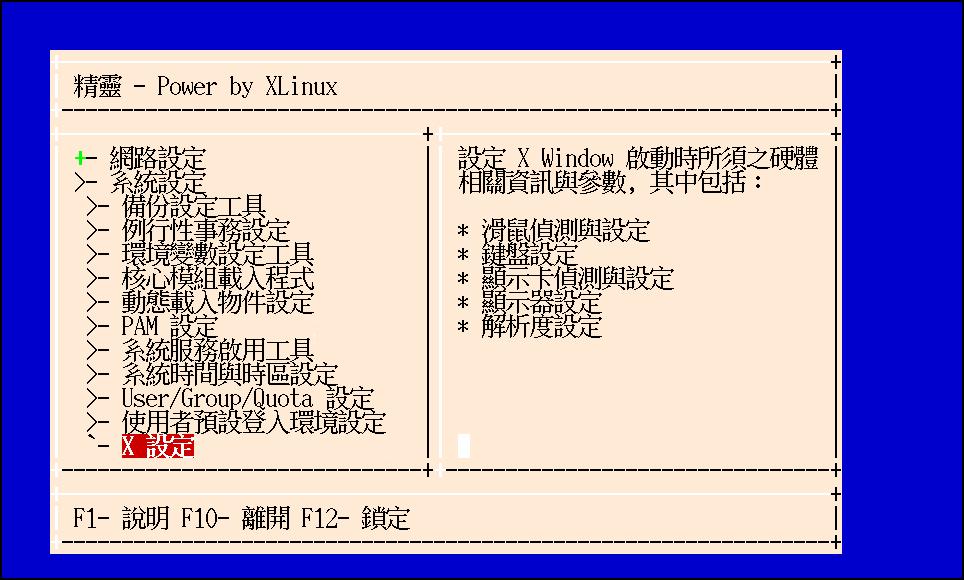 精靈 - Power by XLinux
+- 網路設定
>- 系統設定
>- 備份設定工具
>- 例行性事務設定
>- 環境變數設定工具
>- 核心模組載入程式
>- 動態載入物件設定
>- PAM 設定
>- 系統服務啟用工具
>- 系統時間與時區設定
>- User/Group/Quota 設定
>- 使用者預設登入環境設定
`- X 設定
設定 X Window 啟動時所須之硬體
相關資訊與參數, 其中包括：
* 滑鼠偵測與設定
* 鍵盤設定
* 顯示卡偵測與設定
* 顯示器設定
* 解析度設定
F1- 說明 F10- 離開 F12- 鎖定